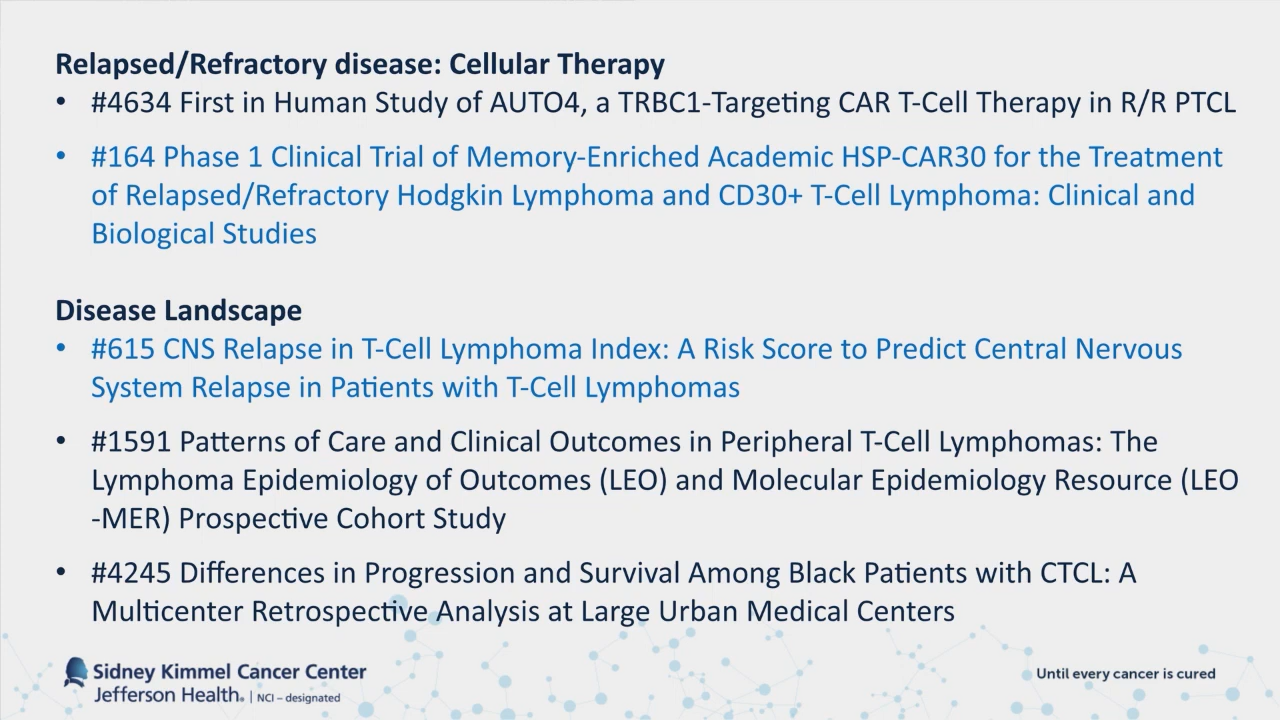 Relapsed/Refractory disease: Cellular Therapy
• #4634 First in Human Study of AUTO4, a TRBC1-Targeting CAR T-Cell Therapy in R/R PTCL
• #164 Phase 1 Clinical Trial of Memory-Enriched Academic HSP-CAR30 for the Treatment
of Relapsed/Refractory Hodgkin Lymphoma and CD30+ T-Cell Lymphoma: Clinical and
Biological Studies
Disease Landscape
• #615 CNS Relapse in T-Cell Lymphoma Index: A Risk Score to Predict Central Nervous
System Relapse in Patients with T-Cell Lymphomas
• #1591 Patterns of Care and Clinical Outcomes in Peripheral T-Cell Lymphomas: The
Lymphoma Epidemiology of Outcomes (LEO) and Molecular Epidemiology Resource (LEO
-MER) Prospective Cohort Study
• #4245 Differences in Progression and Survival Among Black Patients with CTCL: A
Multicenter Retrospective Analysis at Large Urban Medical Centers
Sidney Kimmel Cancer Center
Jefferson Health® | NCI – designated
Until every cancer is cured